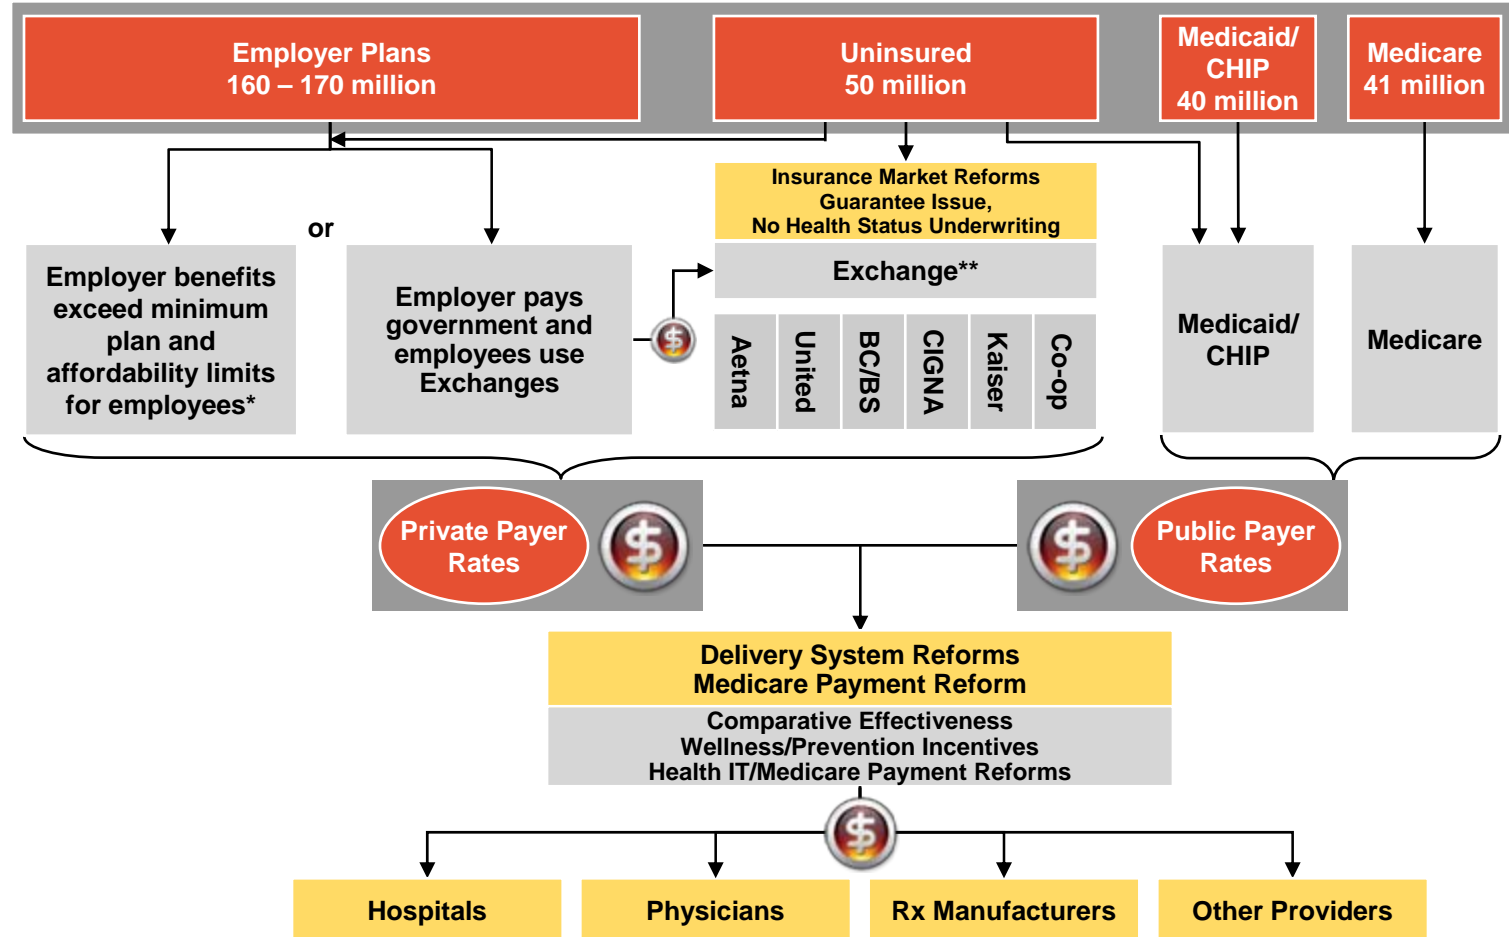 Employer Plans
160 – 170 million
Uninsured
50 million
Medicaid/
CHIP
40 million
Medicare
41 million
Insurance Market Reforms
Guarantee Issue,
No Health Status Underwriting
or
Employer benefits
exceed minimum
plan and
affordability limits
for employees*
Employer pays
government and
employees use
Exchanges
$
Exchange**
Aetna
United
BC/BS
CIGNA
Kaiser
Co-op
Medicaid/
CHIP
Medicare
Private Payer
Rates
$
$
Public Payer
Rates
Delivery System Reforms
Medicare Payment Reform
Comparative Effectiveness
Wellness/Prevention Incentives
Health IT/Medicare Payment Reforms
$
Hospitals
Physicians
Rx Manufacturers
Other Providers